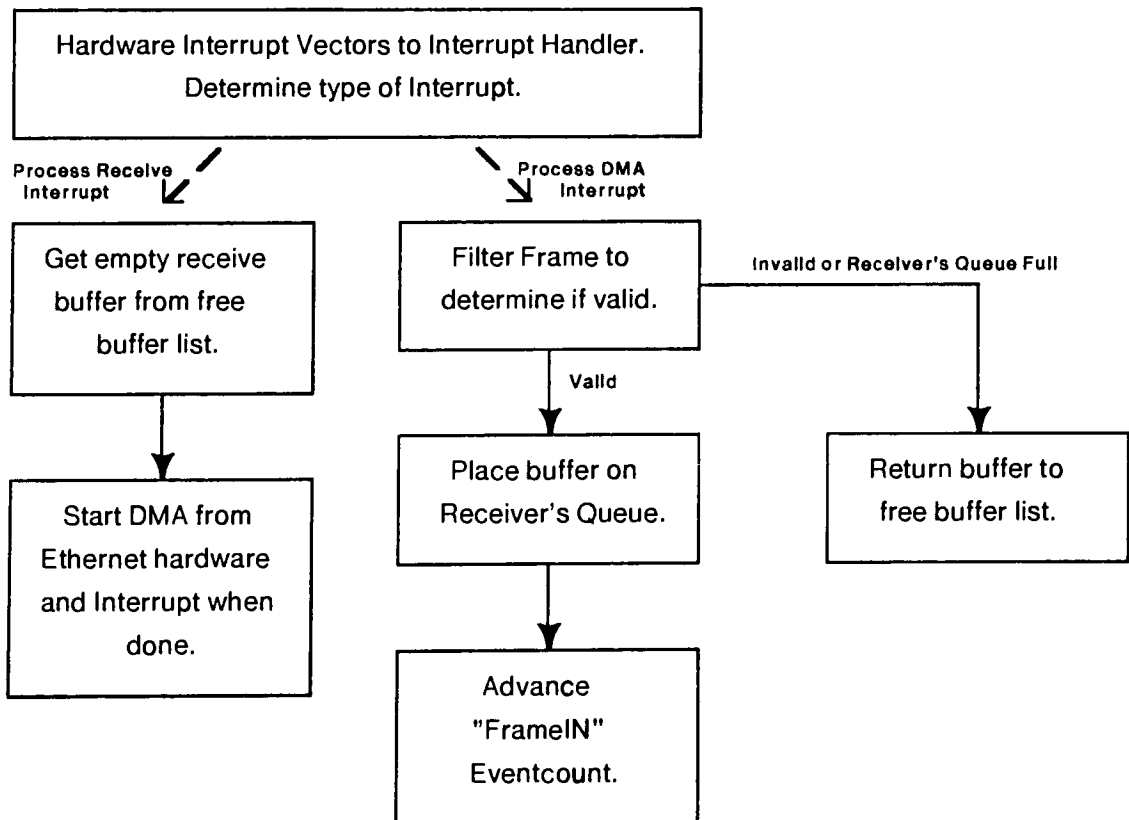 Hardware Interrupt Vectors to Interrupt Handler.
Determine type of Interrupt.
Process Receive
Interrupt
Process DMA
Interrupt
Get empty receive
buffer from free
buffer list.
Filter Frame to
determine if valid.
Invalid or Receiver's Queue Full
Valid
Start DMA from
Ethernet hardware
and Interrupt when
done.
Place buffer on
Receiver's Queue.
Return buffer to
free buffer list.
Advance
"FrameIN"
Eventcount.